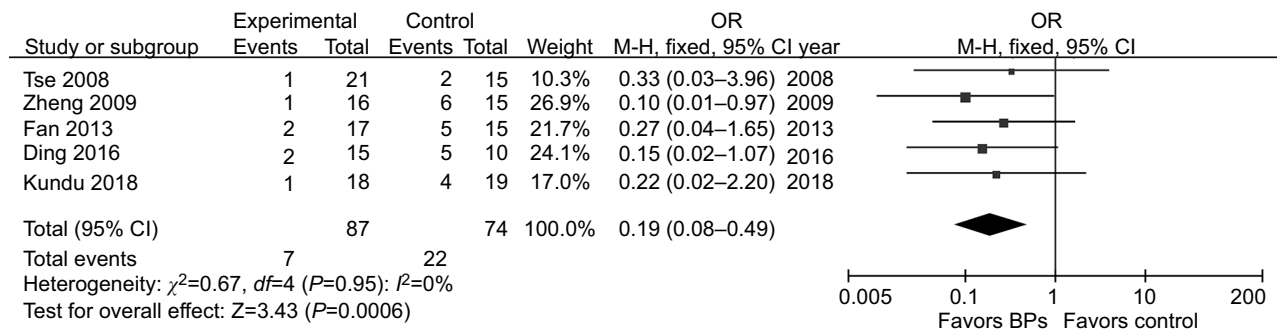 Experimental Control OR OR
Study or subgroup Events Total Events Total Weight M-H, fixed, 95% CI year M-H, fixed, 95% CI
Tse 2008 1 21 2 15 10.3% 0.33 (0.03–3.96) 2008
Zheng 2009 1 16 6 15 26.9% 0.10 (0.01–0.97) 2009
Fan 2013 2 17 5 15 21.7% 0.27 (0.04–1.65) 2013
Ding 2016 2 15 5 10 24.1% 0.15 (0.02–1.07) 2016
Kundu 2018 1 18 4 19 17.0% 0.22 (0.02–2.20) 2018
Total (95% CI) 87 74 100.0% 0.19 (0.08–0.49)
Total events 7 22
Heterogeneity: χ²=0.67, df=4 (P=0.95): I²=0%
Test for overall effect: Z=3.43 (P=0.0006)
0.005 0.1 1 10 200
Favors BPs Favors control